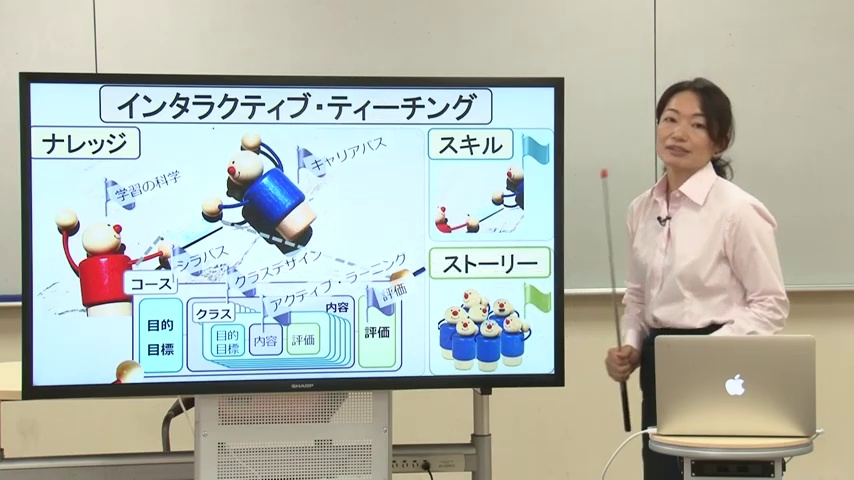 インタラクティブ・ティーチング
ナレッジ
学習の科学
キャリアパス
シラバス
クラスデザイン
アクティブ・ラーニング
評価
コース
目的
目標
クラス
内容
目的
目標
内容
評価
評価
スキル
ストーリー
SHARP